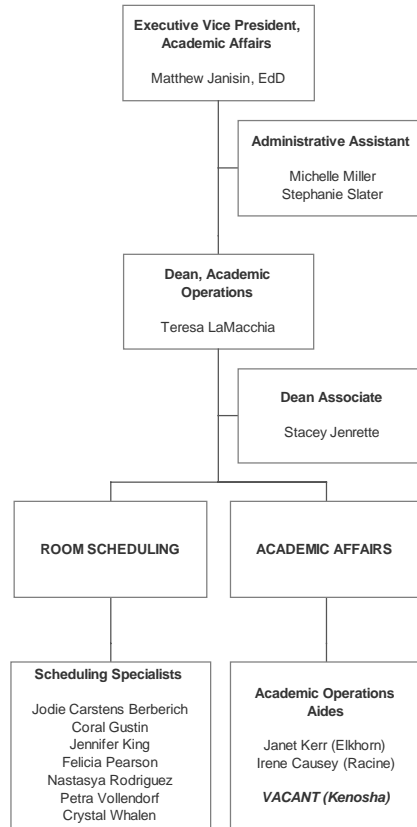 Executive Vice President,
Academic Affairs
Matthew Janisin, EdD
Administrative Assistant
Michelle Miller
Stephanie Slater
Dean, Academic
Operations
Teresa LaMacchia
Dean Associate
Stacey Jenrette
ROOM SCHEDULING
ACADEMIC AFFAIRS
Scheduling Specialists
Jodie Carstens Berberich
Coral Gustin
Jennifer King
Felicia Pearson
Nastasya Rodriguez
Petra Vollendorf
Crystal Whalen
Academic Operations
Aides
Janet Kerr (Elkhorn)
Irene Causey (Racine)
VACANT (Kenosha)